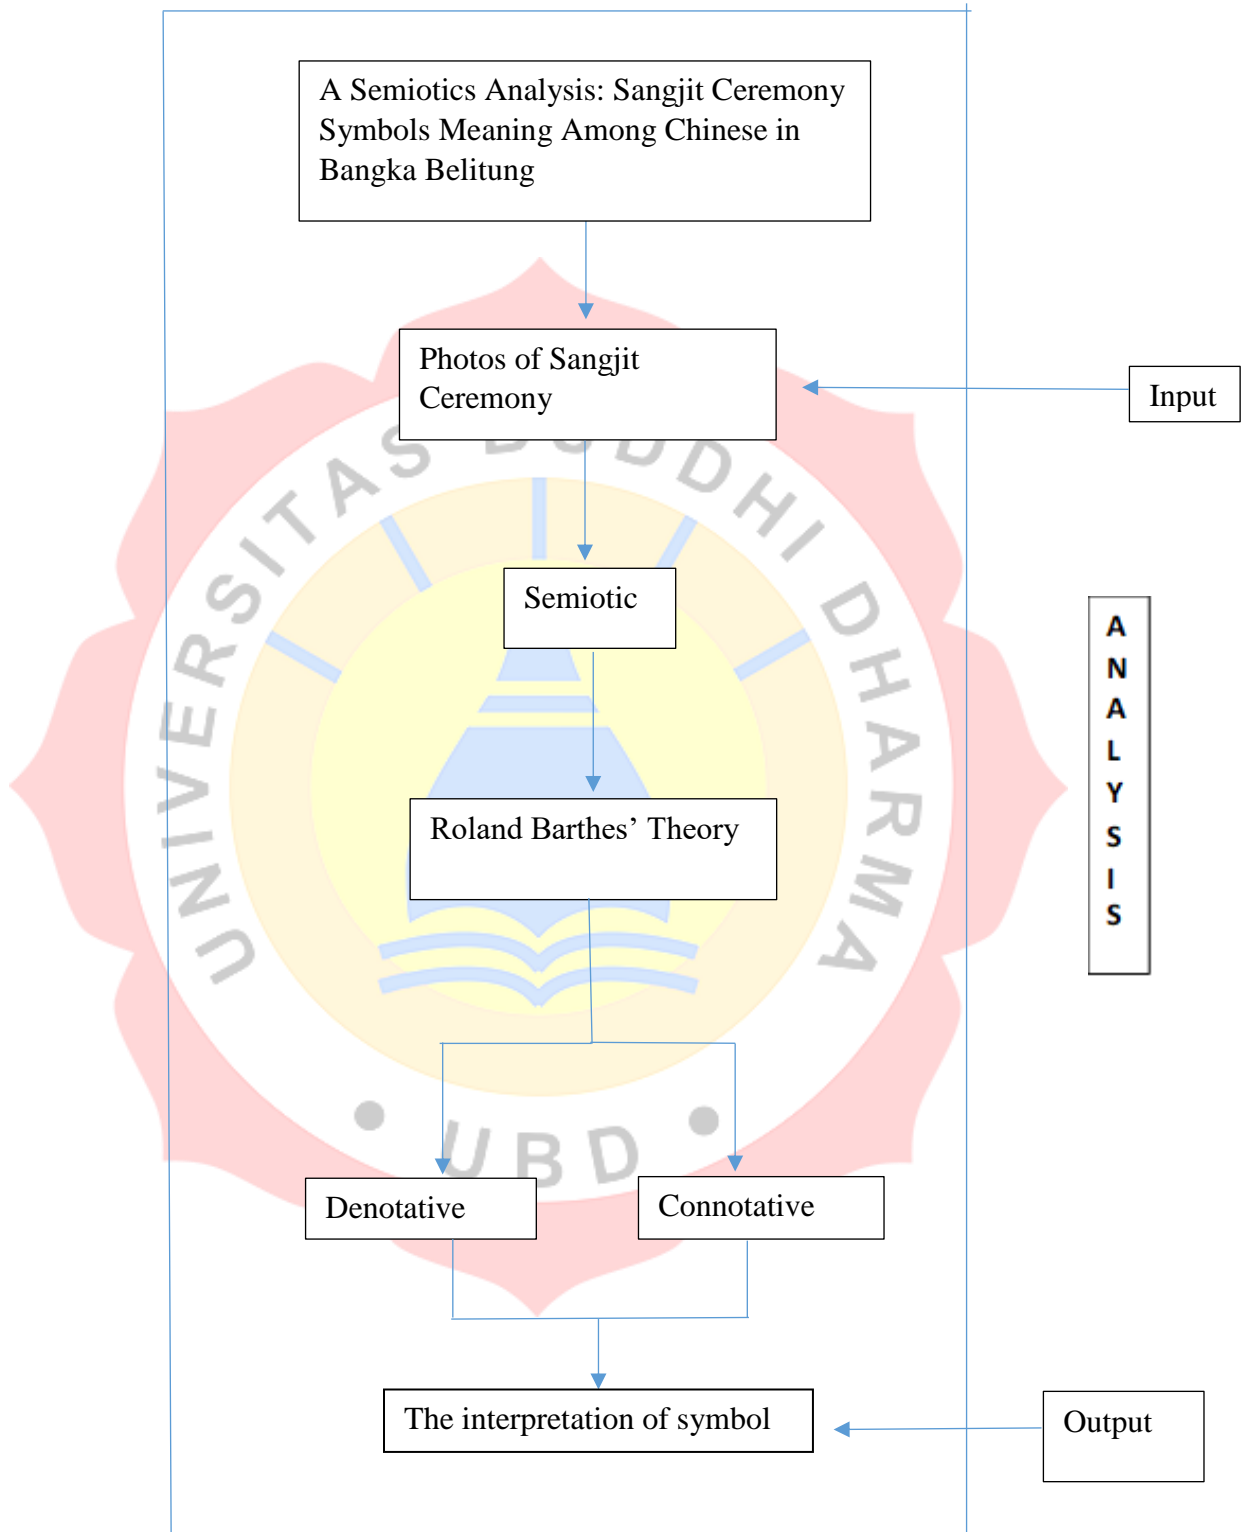 A Semiotics Analysis: Sangjit Ceremony
Symbols Meaning Among Chinese in
Bangka Belitung
Photos of Sangjit
Ceremony
Input
UNIVERSITAS BUDDHI DHARMA
Semiotic
ANALYSIS
Roland Barthes’ Theory
• UBD •
Denotative
Connotative
The interpretation of symbol
Output